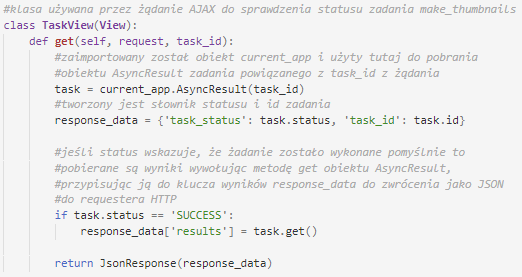 #klasa używana przez żądanie AJAX do sprawdzenia statusu zadania make_thumbnails
class TaskView(View):
    def get(self, request, task_id):
        #zaimportowany został obiekt current_app i użyty tutaj do pobrania
        #obiektu AsyncResult zadania powiązanego z task_id z żądania
        task = current_app.AsyncResult(task_id)
        #tworzony jest słownik statusu i id zadania
        response_data = {'task_status': task.status, 'task_id': task.id}

        #jeśli status wskazuje, że żadanie zostało wykonane pomyślnie to
        #pobierane są wyniki wywołując metodę get obiektu AsyncResult,
        #przypisując ją do klucza wyników response_data do zwrócenia jako JSON
        #do requestera HTTP
        if task.status == 'SUCCESS':
            response_data['results'] = task.get()

        return JsonResponse(response_data)